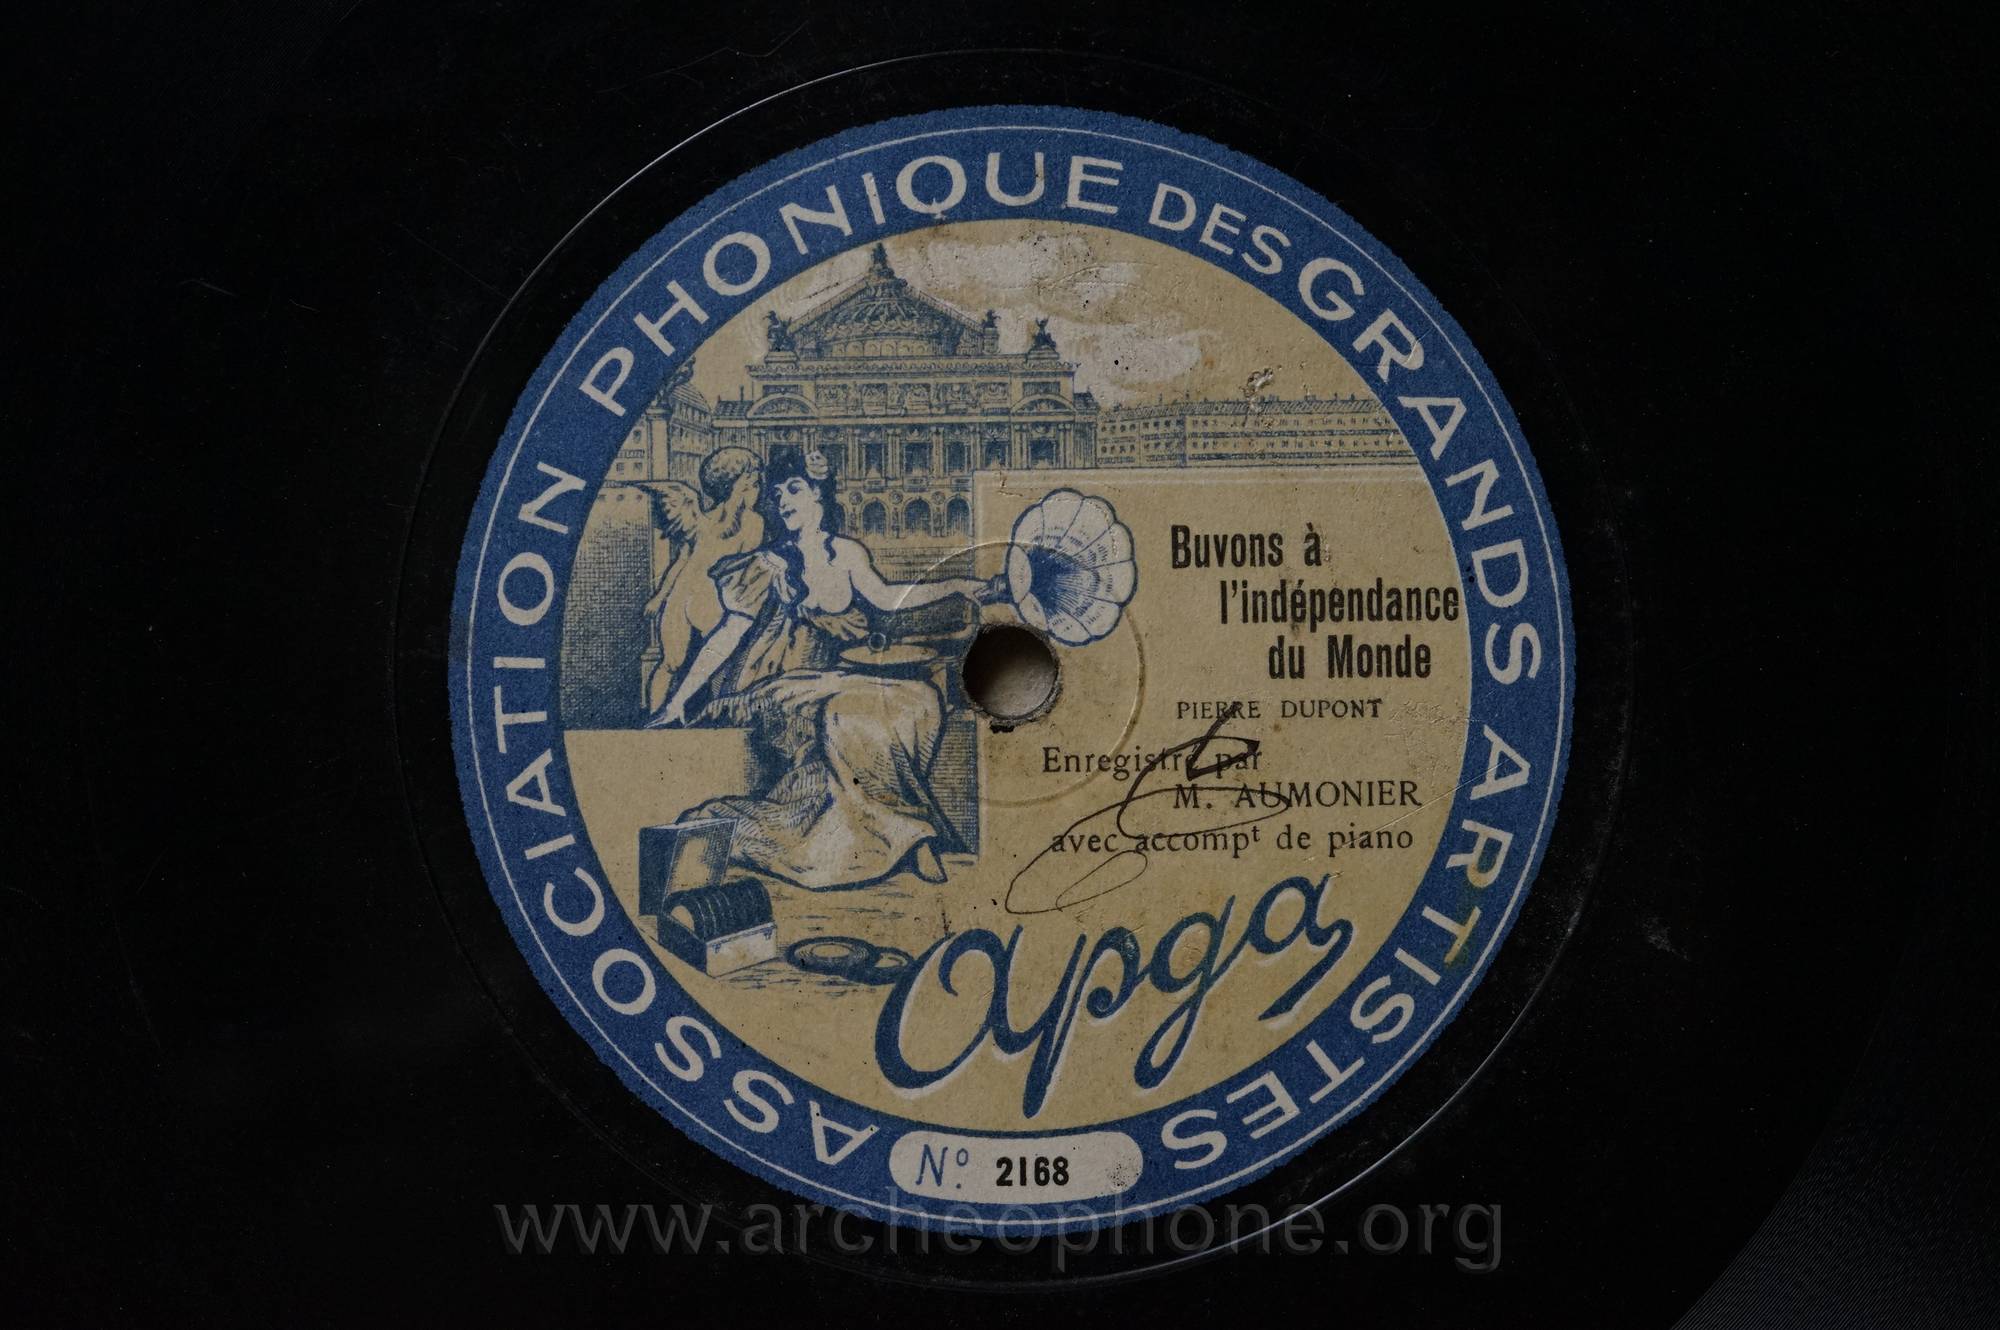 ASSOCIATION PHONIQUE DES GRANDS ARTISTES
Buvons à
l'indépendance
du Monde
PIERRE DUPONT
Enregistré par
M. AUMONIER
avec accompt de piano
Apga
Nº. 2168
www.archeophone.org